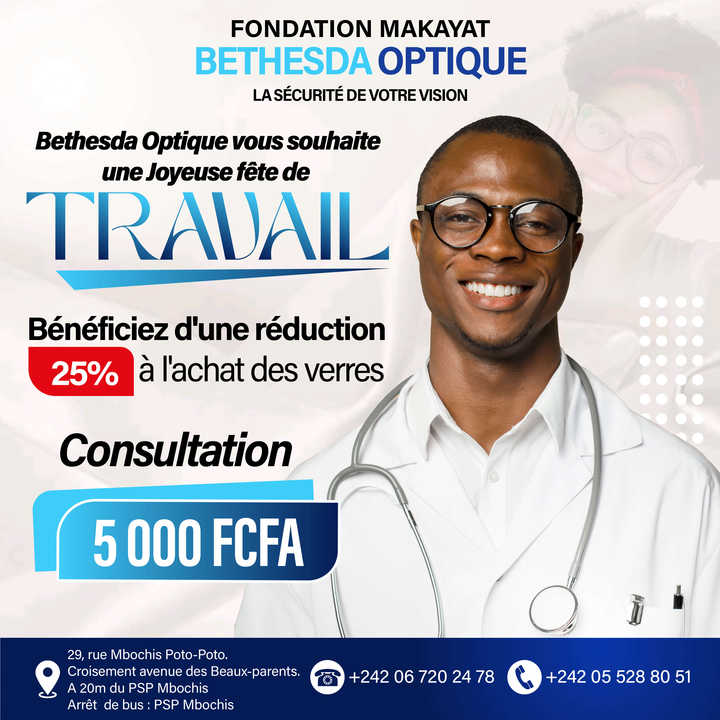 FONDATION MAKAYAT
BETHESDA OPTIQUE
LA SÉCURITÉ DE VOTRE VISION
Bethesda Optique vous souhaite
une Joyeuse fête de
TRAVAIL
Bénéficiez d'une réduction
25% à l'achat des verres
Consultation
5 000 FCFA
29, rue Mbochis Poto-Poto.
Croisement avenue des Beaux-parents.
A 20m du PSP Mbochis
Arrêt de bus : PSP Mbochis
+242 06 720 24 78
+242 05 528 80 51